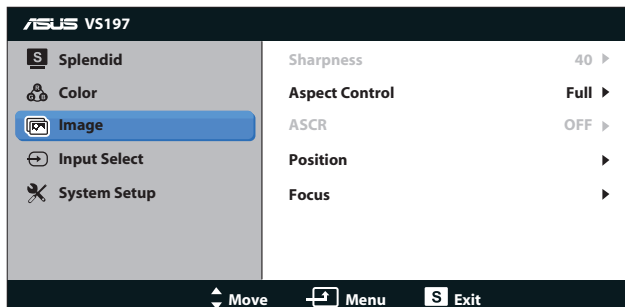 ASUS VS197
S Splendid
Color
Image
Input Select
System Setup
Sharpness 40
Aspect Control Full
ASCR OFF
Position
Focus
Move Menu S Exit